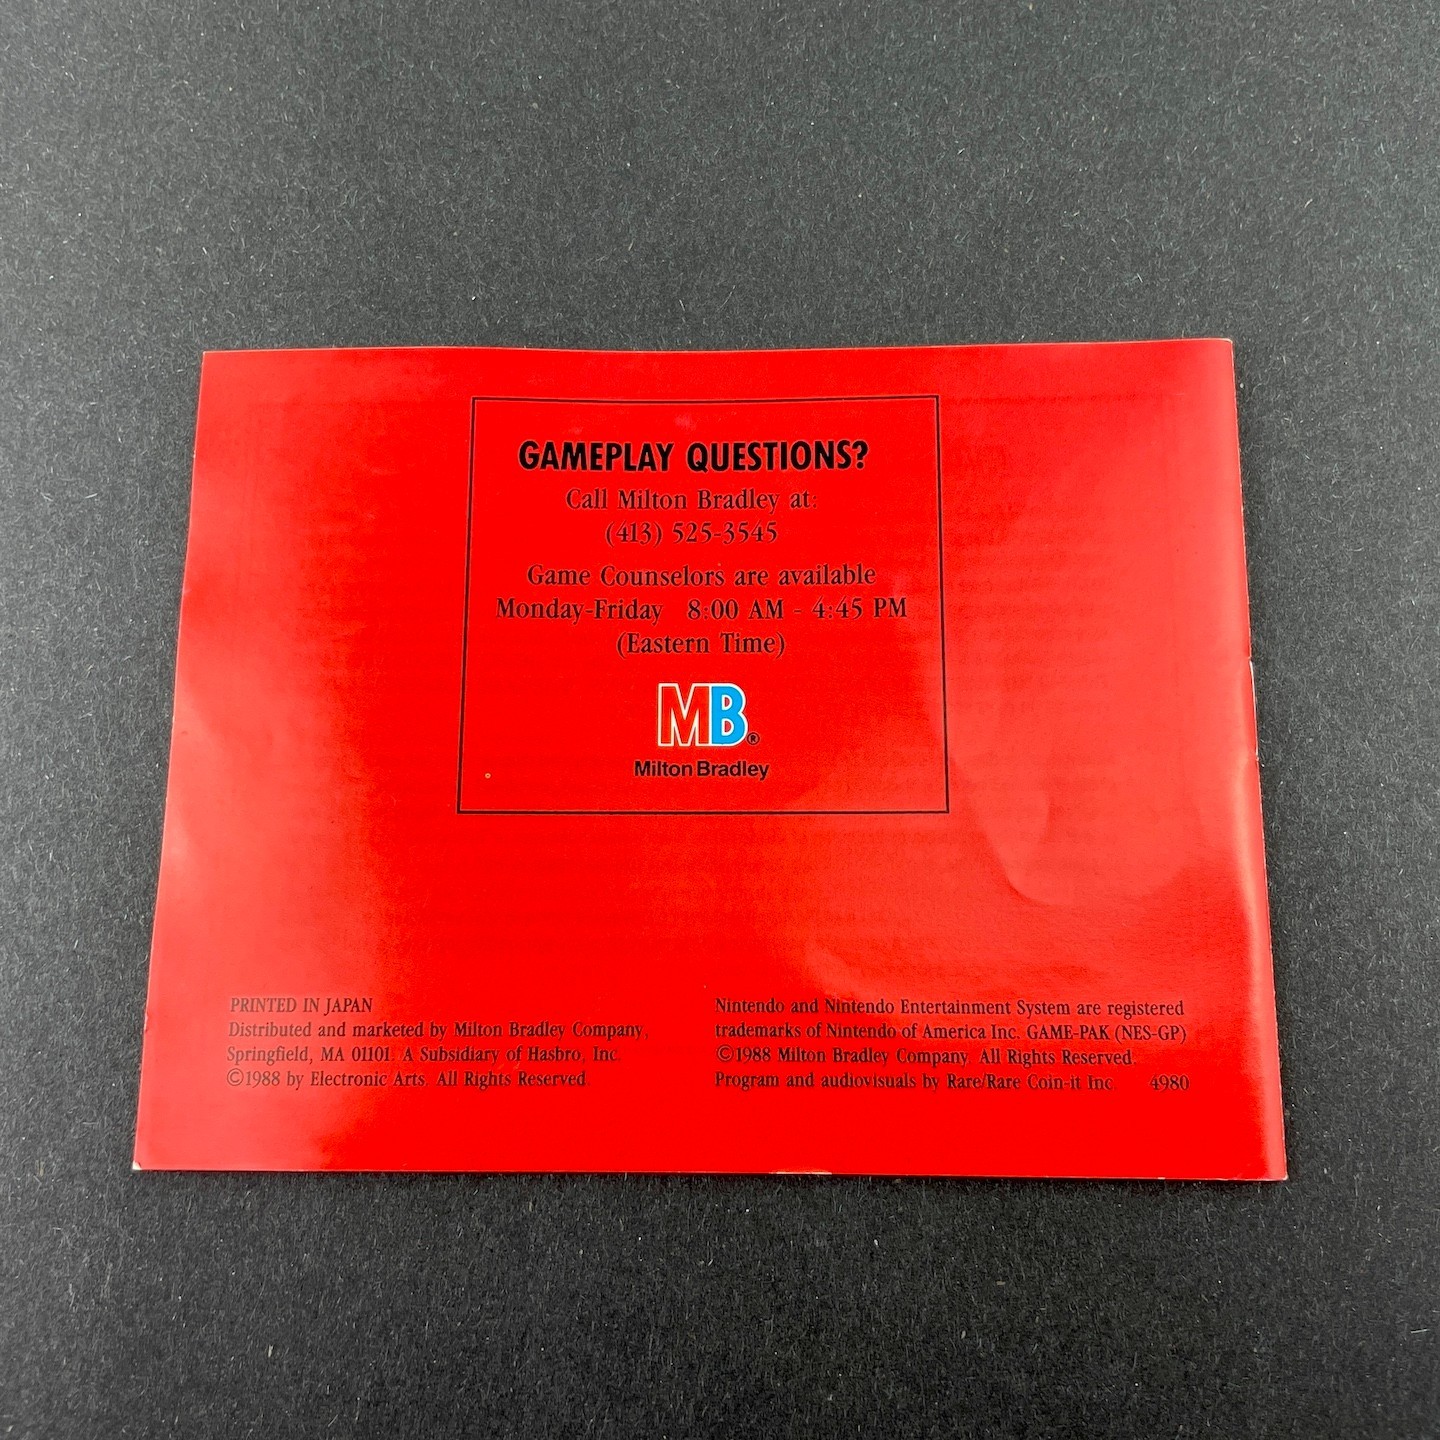 GAMEPLAY QUESTIONS?
Call Milton Bradley at:
(413) 525-3545
Game Counselors are available
Monday-Friday 8:00 AM - 4:45 PM
(Eastern Time)
MB®
Milton Bradley
PRINTED IN JAPAN
Distributed and marketed by Milton Bradley Company,
Springfield, MA 01101. A Subsidiary of Hasbro, Inc.
©1988 by Electronic Arts. All Rights Reserved.
Nintendo and Nintendo Entertainment System are registered
trademarks of Nintendo of America Inc. GAME-PAK (NES-GP)
©1988 Milton Bradley Company. All Rights Reserved.
Program and audiovisuals by Rare/Rare Coin-it Inc. 4980